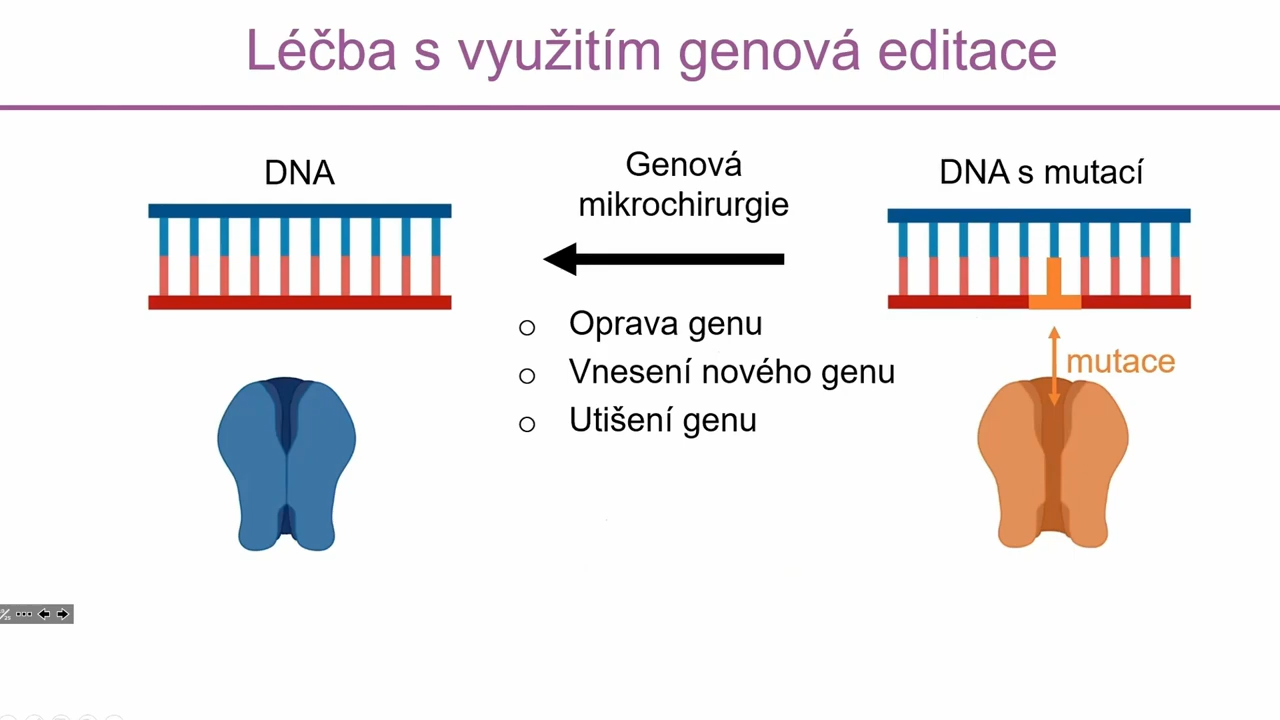 Léčba s využitím genová editace
DNA
Genová
mikrochirurgie
DNA s mutací
o Oprava genu
o Vnesení nového genu
o Utišení genu
mutace